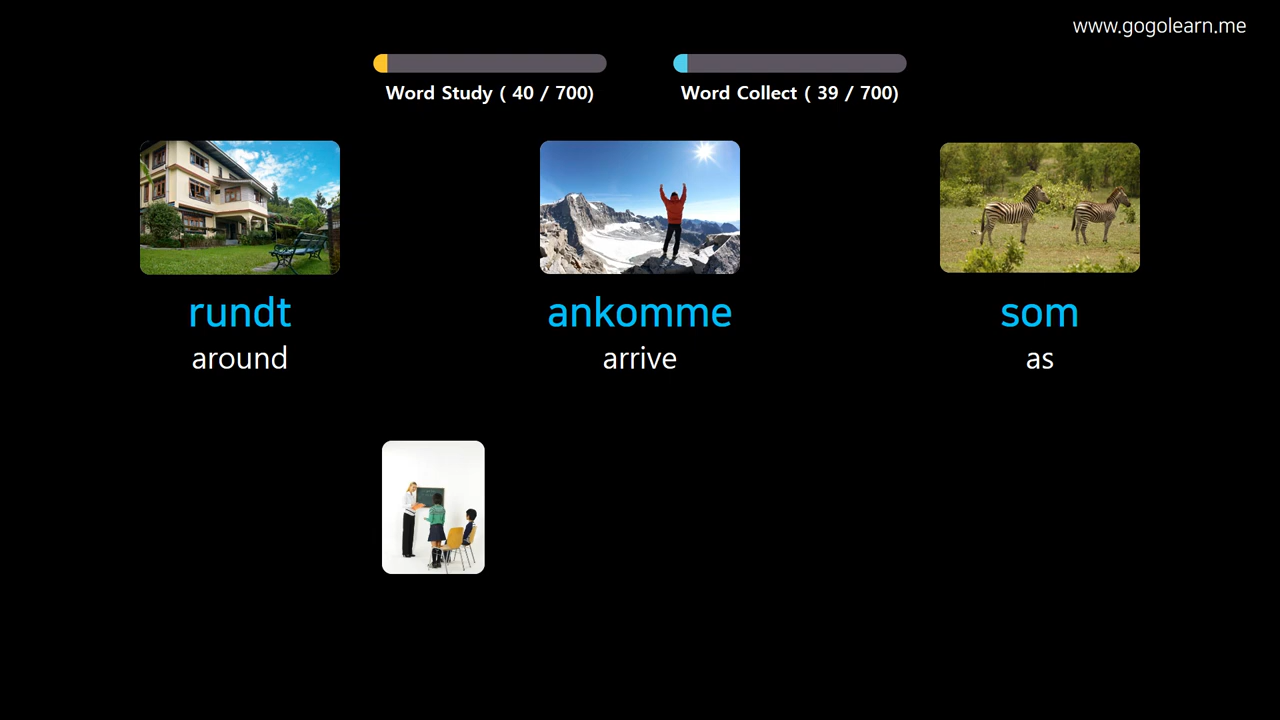 www.gogolearn.me
Word Study ( 40 / 700)
Word Collect ( 39 / 700)
rundt
around
ankomme
arrive
som
as